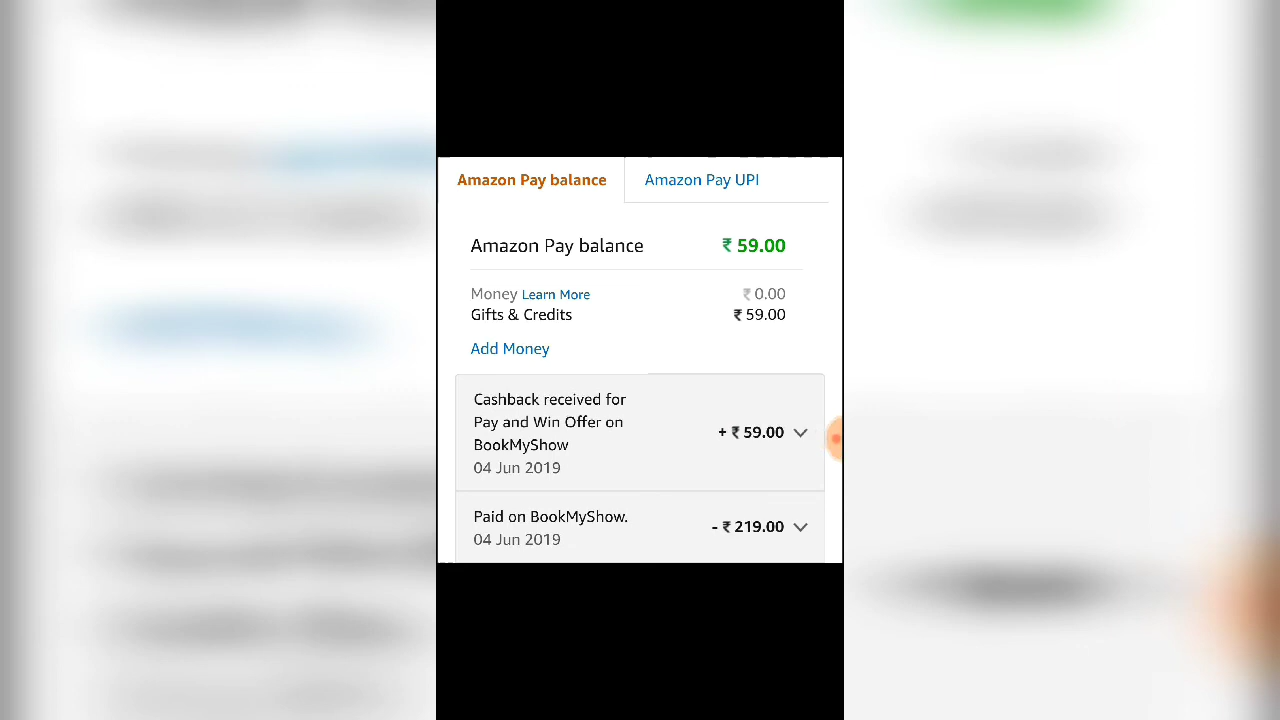 Amazon Pay balance Amazon Pay UPI
Amazon Pay balance ₹ 59.00
Money Learn More ₹ 0.00
Gifts & Credits ₹ 59.00
Add Money
Cashback received for
Pay and Win Offer on
BookMyShow
+ ₹ 59.00
04 Jun 2019
Paid on BookMyShow.
- ₹ 219.00
04 Jun 2019